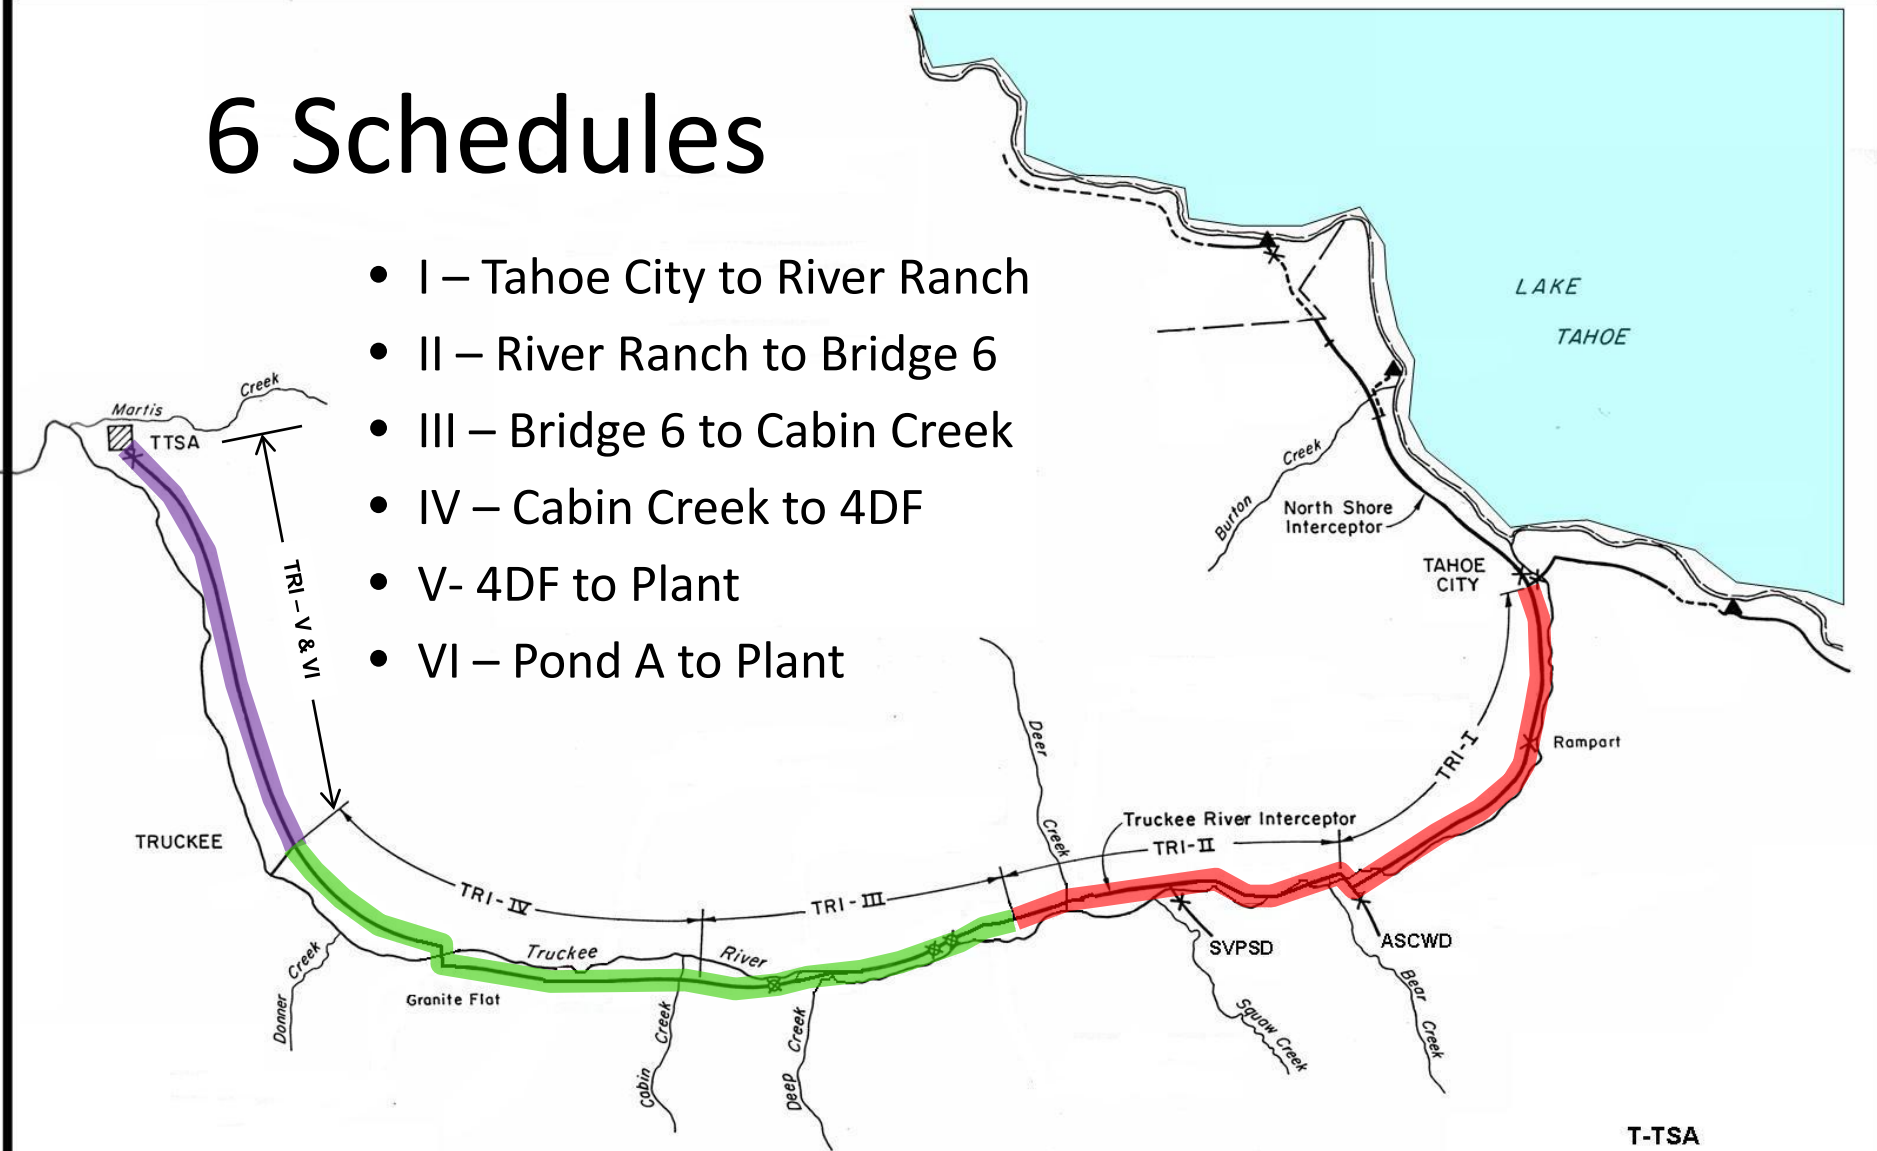 6 Schedules
• I – Tahoe City to River Ranch
• II – River Ranch to Bridge 6
• III – Bridge 6 to Cabin Creek
• IV – Cabin Creek to 4DF
• V- 4DF to Plant
• VI – Pond A to Plant
LAKE
TAHOE
Martis
Creek
TTSA
TRI – V & VI
Burton
Creek
North Shore
Interceptor
TAHOE
CITY
Rampart
TRI-I
Deer
Creek
Truckee River Interceptor
TRI-II
TRUCKEE
TRI-IV
TRI-III
Truckee
River
Granite Flat
Donner
Creek
Cabin
Creek
Deep
Creek
SVPSD
Squaw Creek
ASCWD
Bear
Creek
T-TSA